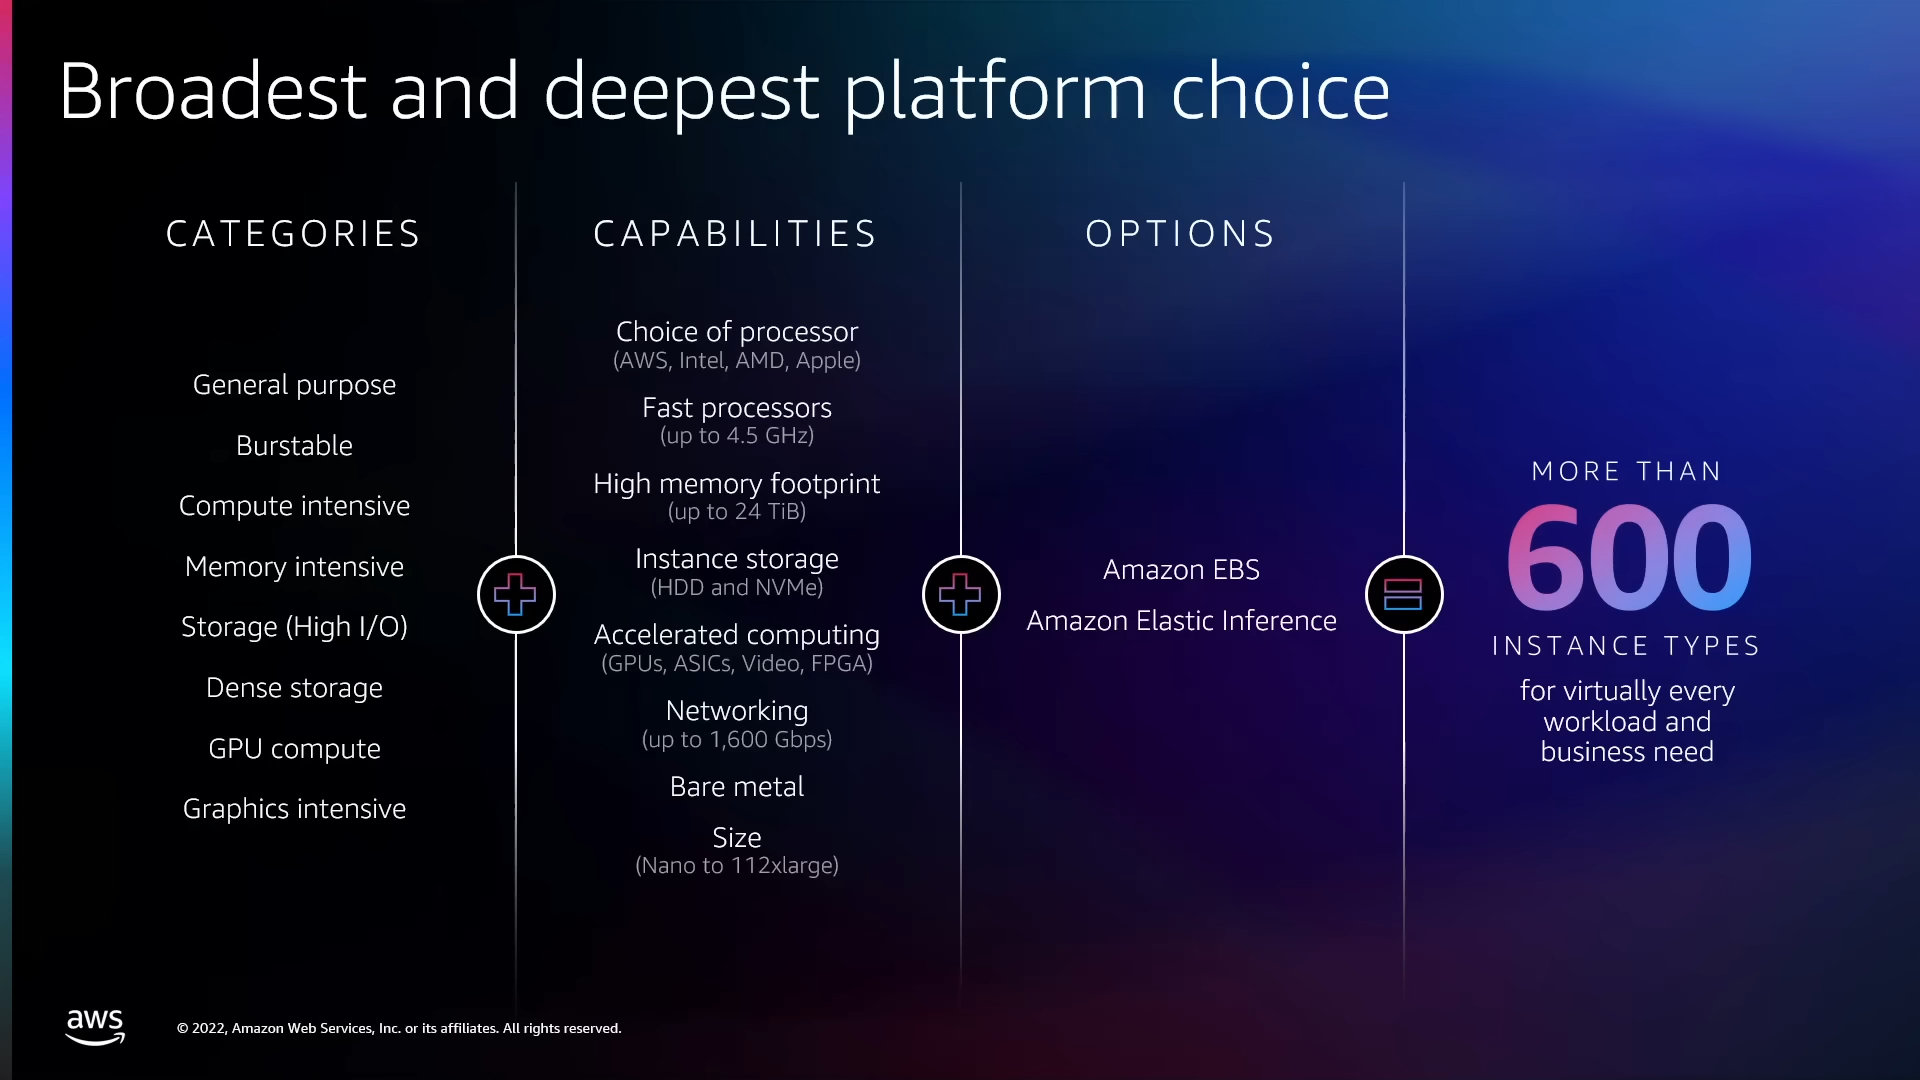 Broadest and deepest platform choice
CATEGORIES
General purpose
Burstable
Compute intensive
Memory intensive
Storage (High I/O)
Dense storage
GPU compute
Graphics intensive
CAPABILITIES
Choice of processor
(AWS, Intel, AMD, Apple)
Fast processors
(up to 4.5 GHz)
High memory footprint
(up to 24 TiB)
Instance storage
(HDD and NVMe)
Accelerated computing
(GPUs, ASICs, Video, FPGA)
Networking
(up to 1,600 Gbps)
Bare metal
Size
(Nano to 112xlarge)
OPTIONS
Amazon EBS
Amazon Elastic Inference
MORE THAN
600
INSTANCE TYPES
for virtually every
workload and
business need
aws
© 2022, Amazon Web Services, Inc. or its affiliates. All rights reserved.